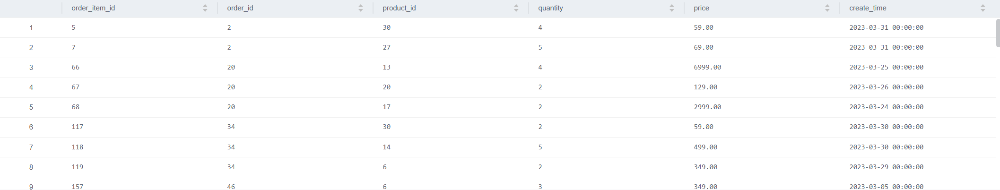 order_item_id order_id product_id quantity price create_time
1 5 2 30 4 59.00 2023-03-31 00:00:00
2 7 2 27 5 69.00 2023-03-31 00:00:00
3 66 20 13 4 6999.00 2023-03-25 00:00:00
4 67 20 20 2 129.00 2023-03-26 00:00:00
5 68 20 17 2 2999.00 2023-03-24 00:00:00
6 117 34 30 2 59.00 2023-03-30 00:00:00
7 118 34 14 5 499.00 2023-03-30 00:00:00
8 119 34 6 2 349.00 2023-03-29 00:00:00
9 157 46 6 3 349.00 2023-03-05 00:00:00